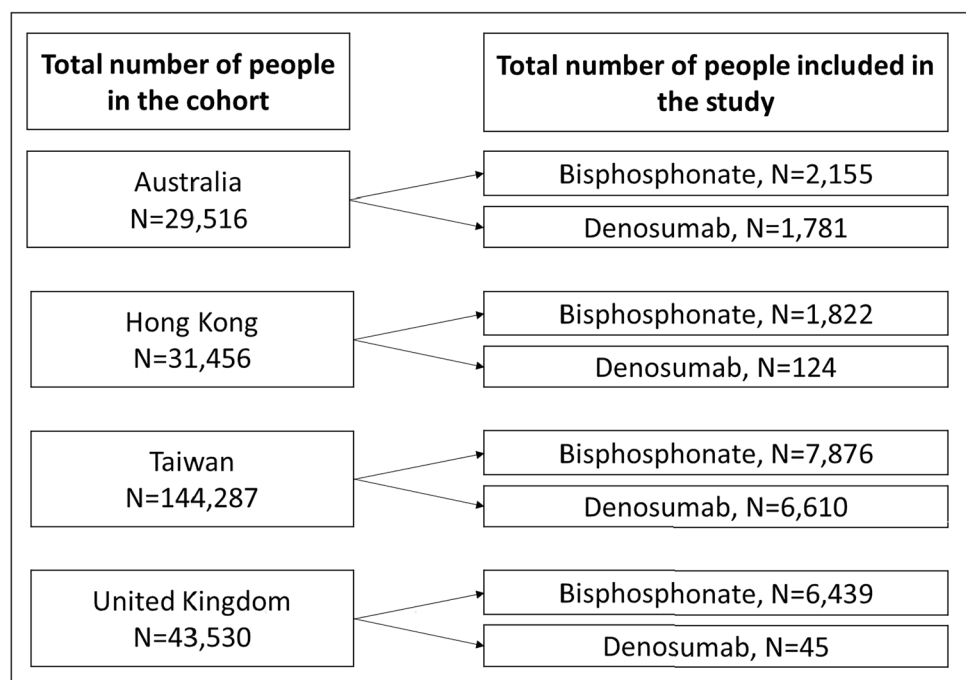 Total number of people
in the cohort
Total number of people included in
the study
Australia
N=29,516
Bisphosphonate, N=2,155
Denosumab, N=1,781
Hong Kong
N=31,456
Bisphosphonate, N=1,822
Denosumab, N=124
Taiwan
N=144,287
Bisphosphonate, N=7,876
Denosumab, N=6,610
United Kingdom
N=43,530
Bisphosphonate, N=6,439
Denosumab, N=45